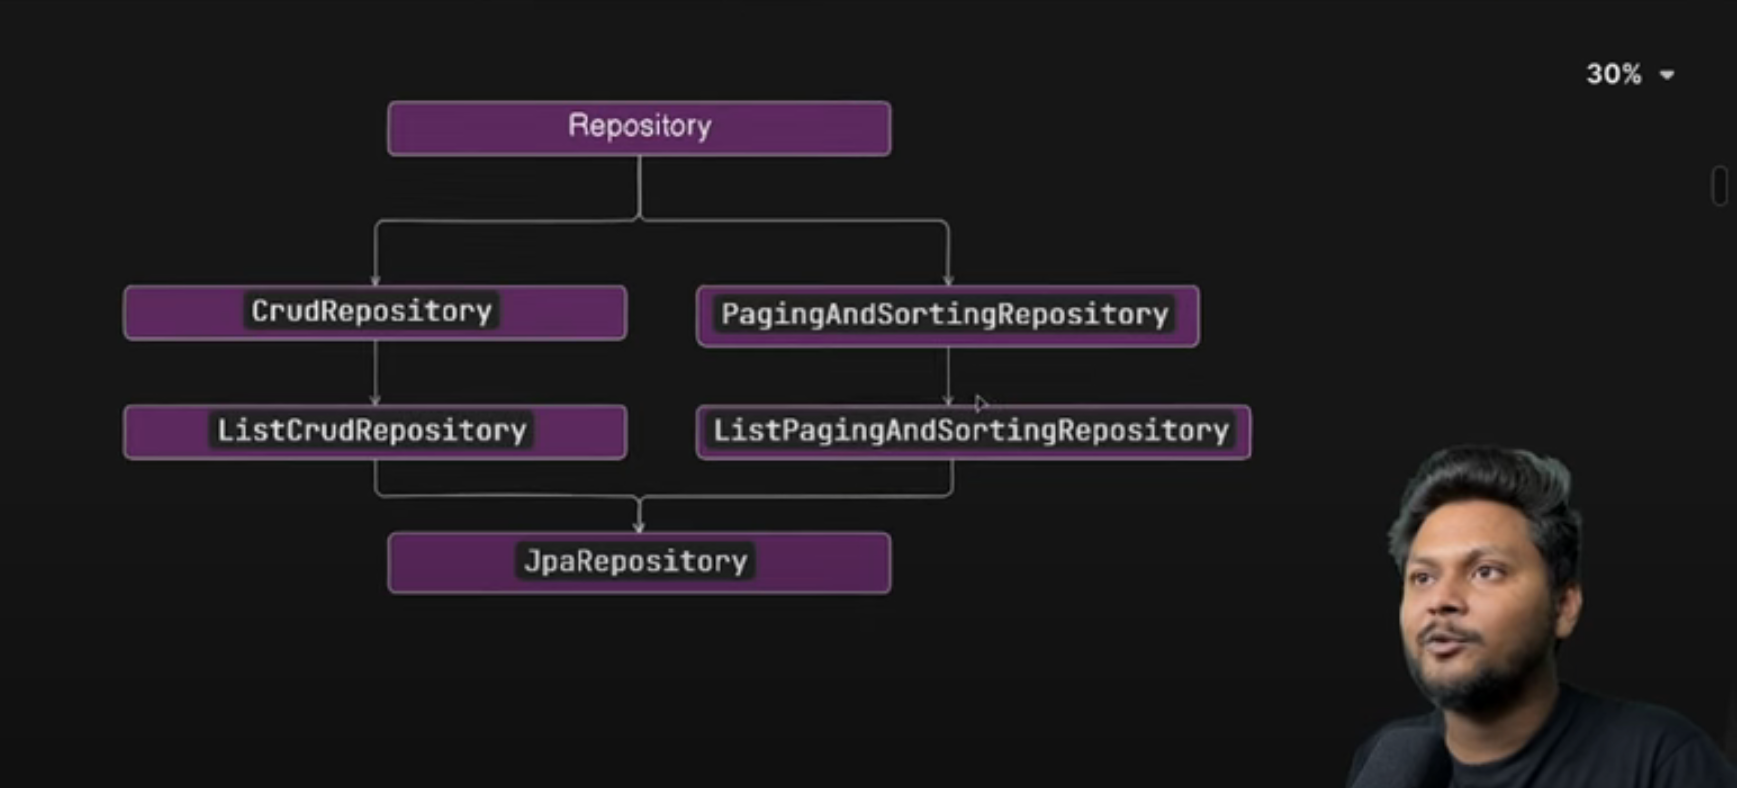 30%
Repository
CrudRepository
PagingAndSortingRepository
ListCrudRepository
ListPagingAndSortingRepository
JpaRepository